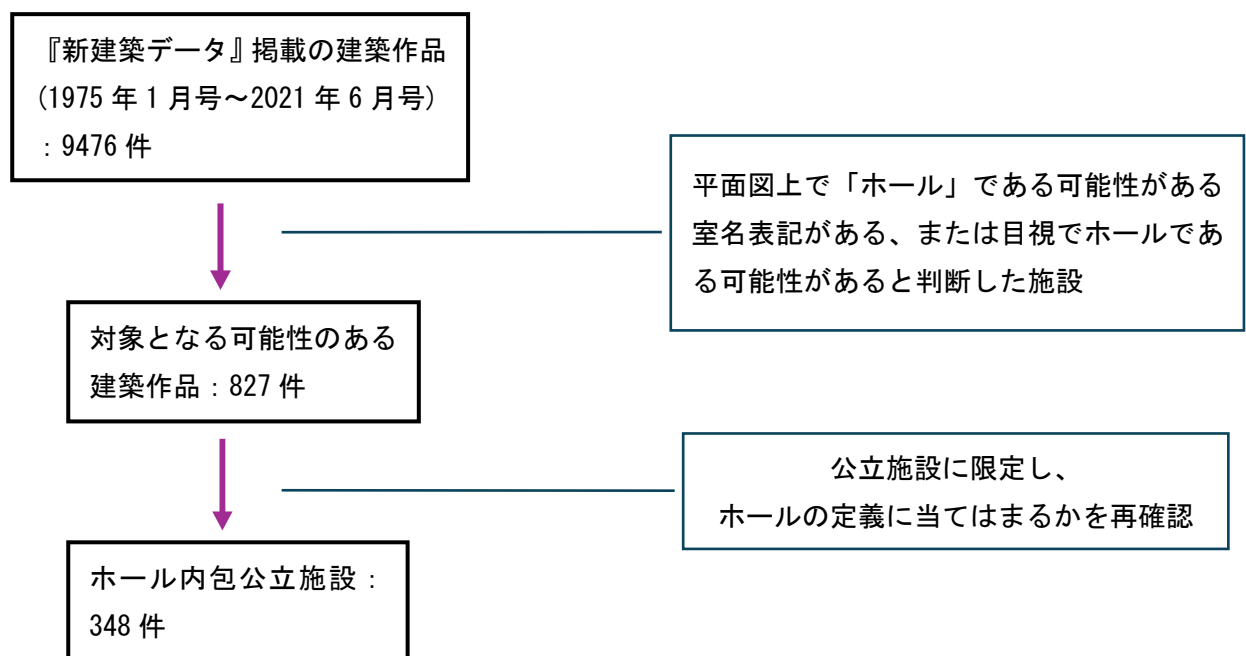 『新建築データ』掲載の建築作品
(1975 年 1 月号～2021 年 6 月号)
：9476 件
平面図上で「ホール」である可能性がある
室名表記がある、または目視でホールであ
る可能性があると判断した施設
対象となる可能性のある
建築作品：827 件
公立施設に限定し、
ホールの定義に当てはまるかを再確認
ホール内包公立施設：
348 件